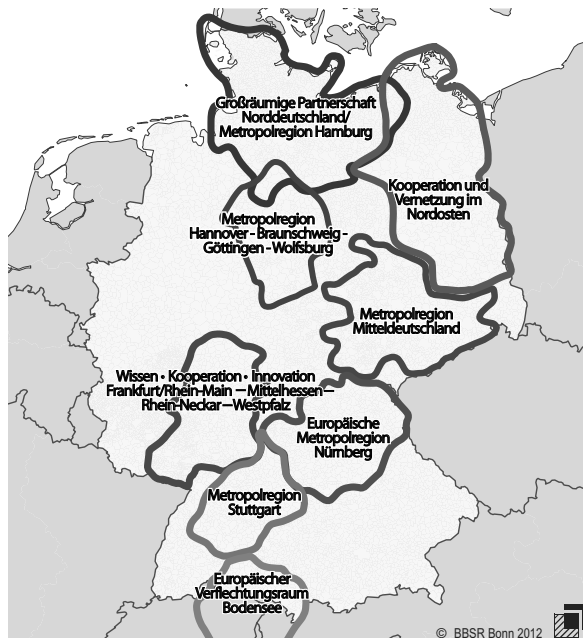 Großräumige Partnerschaft
Norddeutschland/
Metropolregion Hamburg
Kooperation und
Vernetzung im
Nordosten
Metropolregion
Hannover - Braunschweig -
Göttingen - Wolfsburg
Metropolregion
Mitteldeutschland
Wissen • Kooperation • Innovation
Frankfurt/Rhein-Main — Mittelhessen —
Rhein-Neckar — Westpfalz
Europäische
Metropolregion
Nürnberg
Metropolregion
Stuttgart
Europäischer
Verflechtungsraum
Bodensee
© BBSR Bonn 2012